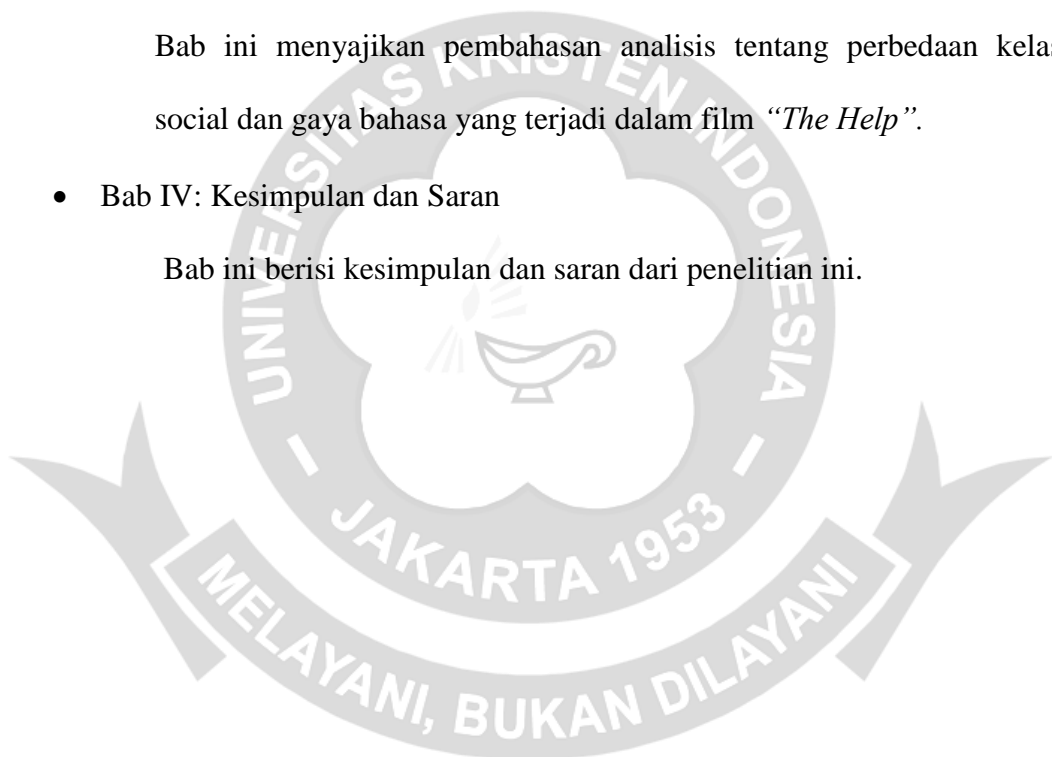 Bab ini menyajikan pembahasan analisis tentang perbedaan kelas
social dan gaya bahasa yang terjadi dalam film “The Help”.
• Bab IV: Kesimpulan dan Saran
Bab ini berisi kesimpulan dan saran dari penelitian ini.
UNIVERSITAS KRISTEN INDONESIA
– JAKARTA 1953 –
MELAYANI, BUKAN DILAYANI